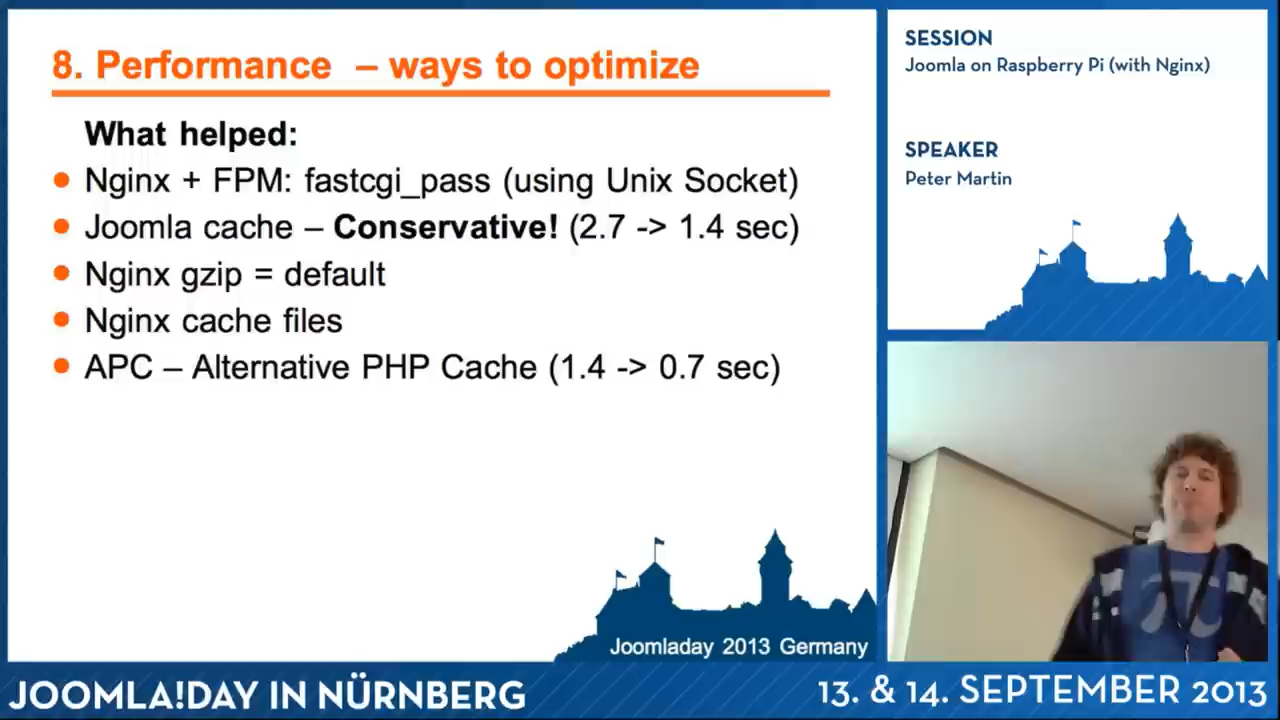 8. Performance – ways to optimize
What helped:
Nginx + FPM: fastcgi_pass (using Unix Socket)
Joomla cache – Conservative! (2.7 -> 1.4 sec)
Nginx gzip = default
Nginx cache files
APC – Alternative PHP Cache (1.4 -> 0.7 sec)
Joomladay 2013 Germany
SESSION
Joomla on Raspberry Pi (with Nginx)
SPEAKER
Peter Martin
π
JOOMLA!DAY IN NÜRNBERG
13. & 14. SEPTEMBER 2013